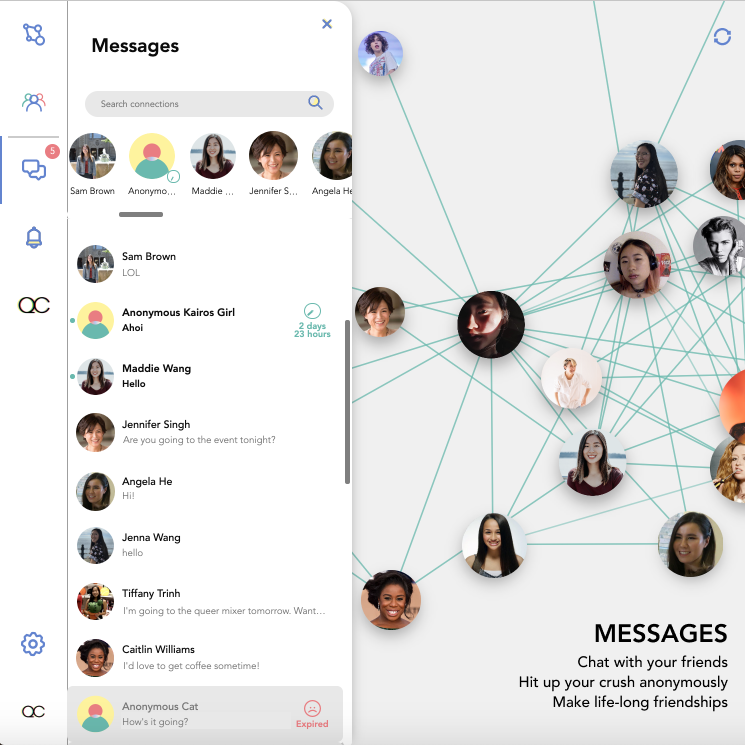 Messages
Search connections
5
Sam Brown
Anonymo...
Maddie ...
Jennifer S...
Angela He
Sam Brown
LOL
Anonymous Kairos Girl
Ahoi
2 days
23 hours
Maddie Wang
Hello
Jennifer Singh
Are you going to the event tonight?
Angela He
Hi!
Jenna Wang
hello
Tiffany Trinh
I'm going to the queer mixer tomorrow. Want...
Caitlin Williams
I'd love to get coffee sometime!
Anonymous Cat
How's it going?
Expired
MESSAGES
Chat with your friends
Hit up your crush anonymously
Make life-long friendships